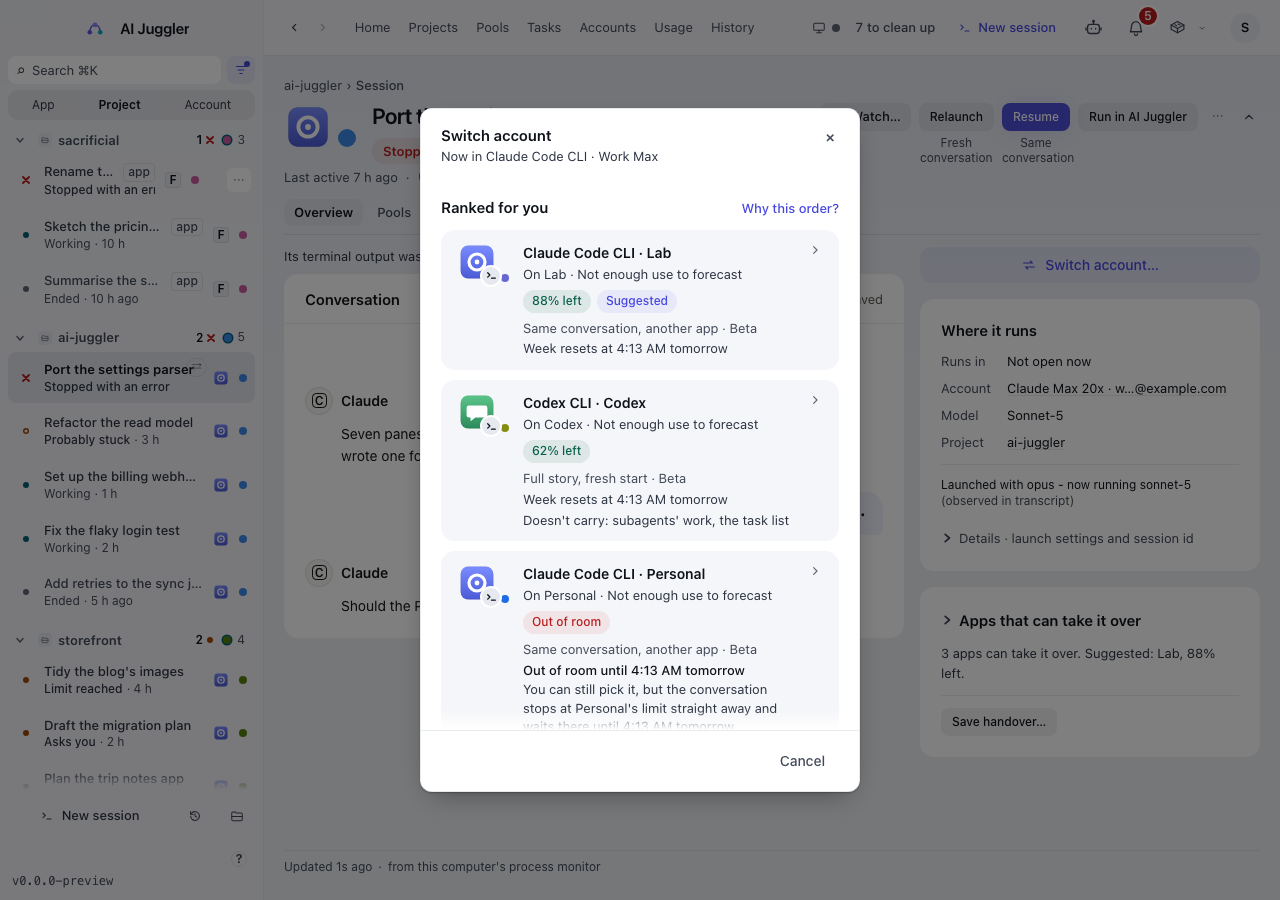 AI Juggler
Search ⌘K
App Project Account
sacrificial 1 3
Rename t... app F
Stopped with an err
Sketch the pricin... app
Working · 10 h F
Summarise the s... app
Ended · 10 h ago F
ai-juggler 2 5
Port the settings parser
Stopped with an error
Refactor the read model
Probably stuck · 3 h
Set up the billing webh...
Working · 1 h
Fix the flaky login test
Working · 2 h
Add retries to the sync j...
Ended · 5 h ago
storefront 2 4
Tidy the blog's images
Limit reached · 4 h
Draft the migration plan
Asks you · 2 h
Plan the trip notes app
New session
?
v0.0.0-preview
Home Projects Pools Tasks Accounts Usage History
7 to clean up New session 5 S
ai-juggler › Session
Port t
Stopp
Last active 7 h ago ·
Overview Pools
Its terminal output was
Conversation
Claude
Seven panes
wrote one fo
Claude
Should the P
Relaunch Resume Run in AI Juggler ...
Fresh conversation
Same conversation
Switch account...
Where it runs
Runs in Not open now
Account Claude Max 20x · w...@example.com
Model Sonnet-5
Project ai-juggler
Launched with opus - now running sonnet-5
(observed in transcript)
Details · launch settings and session id
Apps that can take it over
3 apps can take it over. Suggested: Lab, 88%
left.
Save handover...
Updated 1s ago · from this computer's process monitor
Switch account ×
Now in Claude Code CLI · Work Max
Ranked for you Why this order?
Claude Code CLI · Lab
On Lab · Not enough use to forecast
88% left Suggested
Same conversation, another app · Beta
Week resets at 4:13 AM tomorrow
Codex CLI · Codex
On Codex · Not enough use to forecast
62% left
Full story, fresh start · Beta
Week resets at 4:13 AM tomorrow
Doesn't carry: subagents' work, the task list
Claude Code CLI · Personal
On Personal · Not enough use to forecast
Out of room
Same conversation, another app · Beta
Out of room until 4:13 AM tomorrow
You can still pick it, but the conversation
stops at Personal's limit straight away and
waits there until 4:13 AM tomorrow.
Cancel